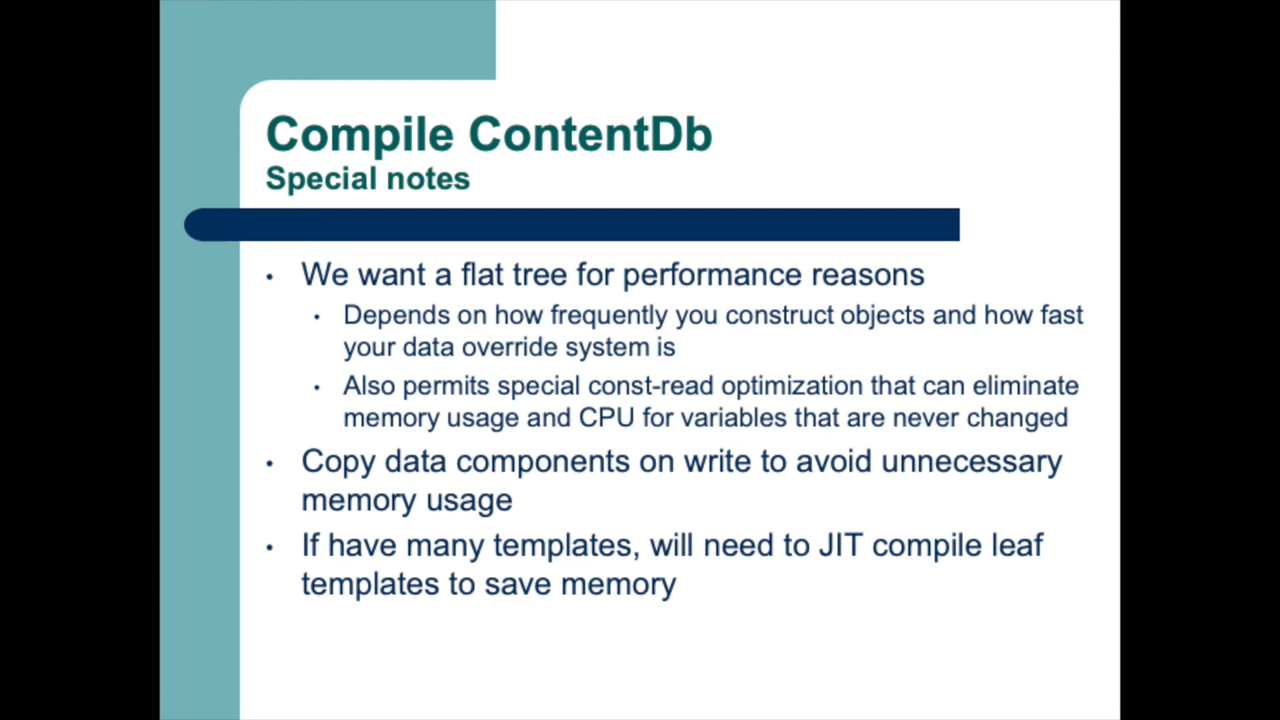 Compile ContentDb
Special notes
• We want a flat tree for performance reasons
• Depends on how frequently you construct objects and how fast
your data override system is
• Also permits special const-read optimization that can eliminate
memory usage and CPU for variables that are never changed
• Copy data components on write to avoid unnecessary
memory usage
• If have many templates, will need to JIT compile leaf
templates to save memory